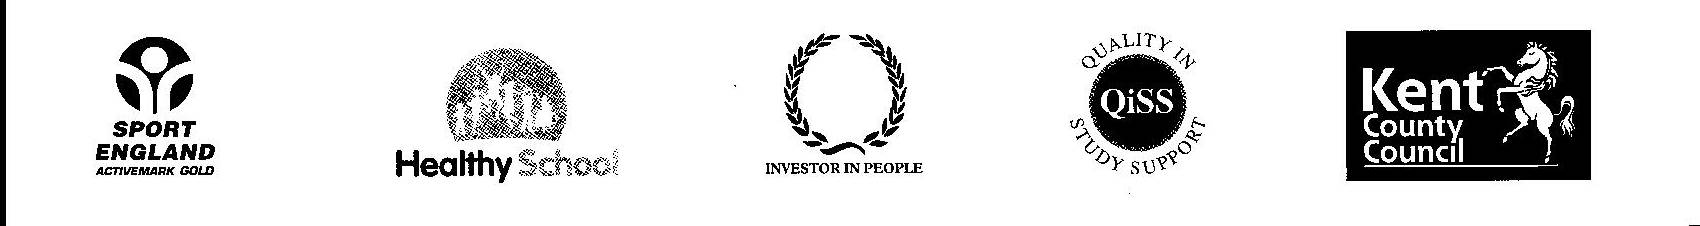 SPORT
ENGLAND
ACTIVEMARK GOLD
Healthy School
INVESTOR IN PEOPLE
QUALITY IN
QiSS
STUDY SUPPORT
Kent
County
Council